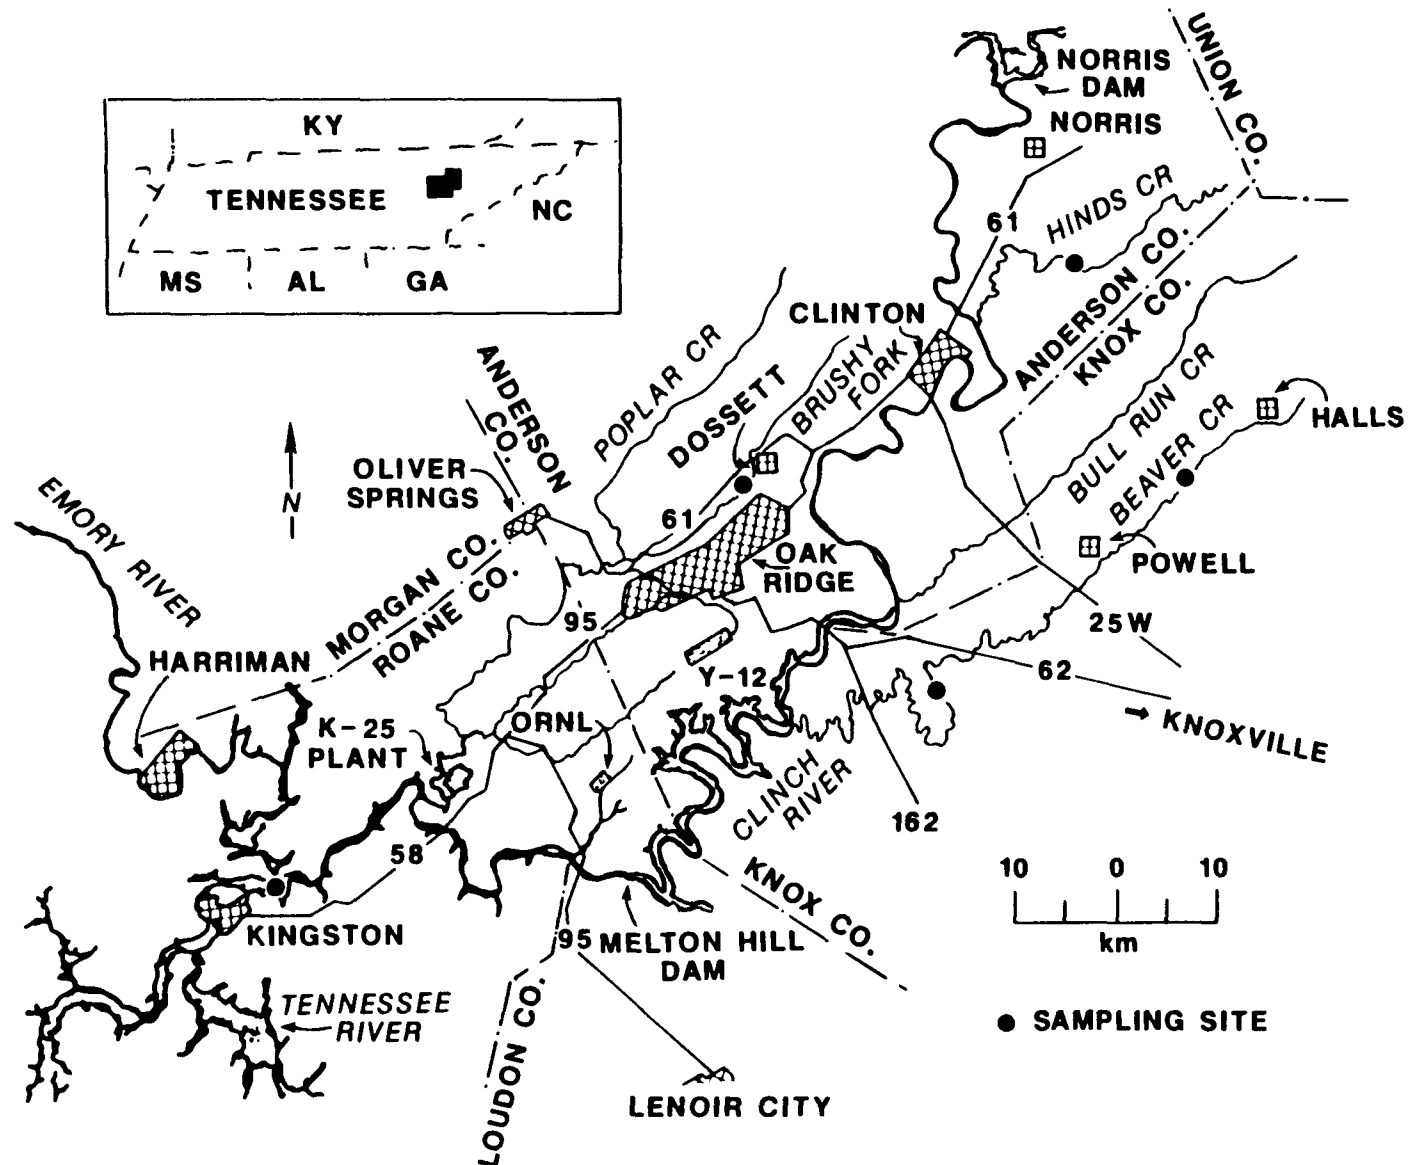 KY
TENNESSEE
NC
MS
AL
GA
NORRIS
DAM
NORRIS
UNION CO.
61
HINDS CR
ANDERSON CO.
KNOX CO.
CLINTON
BRUSHY
FORK
POPLAR CR
DOSSETT
ANDERSON
CO.
OLIVER
SPRINGS
N
61
BULL RUN CR
BEAVER CR
HALLS
POWELL
OAK
RIDGE
EMORY RIVER
MORGAN CO.
ROANE CO.
95
25W
62
HARRIMAN
Y-12
KNOXVILLE
K-25
PLANT
ORNL
CLINCH
RIVER
162
58
KNOX CO.
10 0 10
km
KINGSTON
95
MELTON HILL
DAM
TENNESSEE
RIVER
LOUDON CO.
SAMPLING SITE
LENOIR CITY